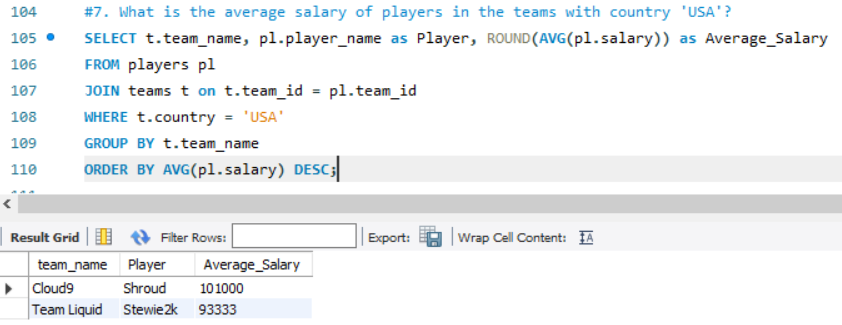 104 #7. What is the average salary of players in the teams with country 'USA'?
105 SELECT t.team_name, pl.player_name as Player, ROUND(AVG(pl.salary)) as Average_Salary
106 FROM players pl
107 JOIN teams t on t.team_id = pl.team_id
108 WHERE t.country = 'USA'
109 GROUP BY t.team_name
110 ORDER BY AVG(pl.salary) DESC;
Result Grid Filter Rows: Export: Wrap Cell Content: IA
team_name Player Average_Salary
Cloud9 Shroud 101000
Team Liquid Stewie2k 93333